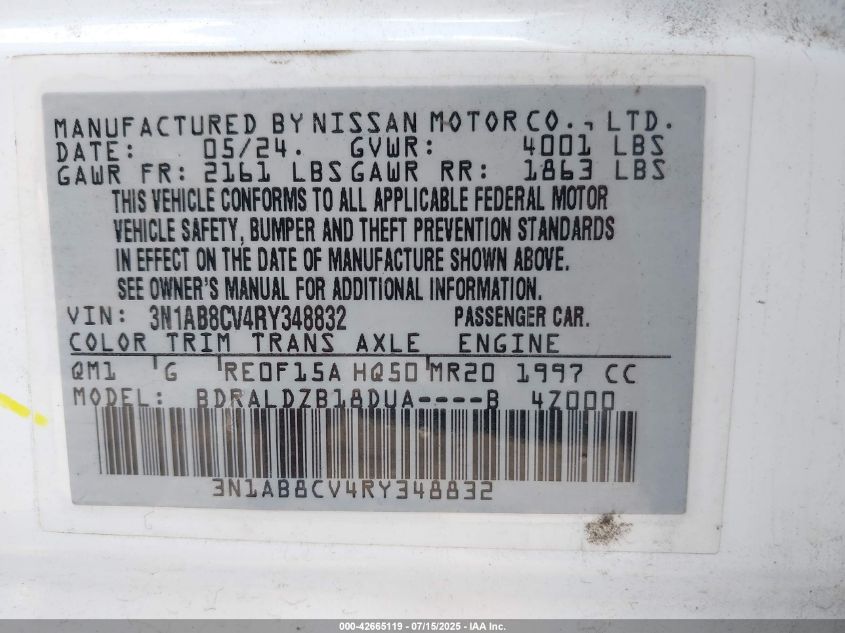 MANUFACTURED BY NISSAN MOTOR CO., LTD.
DATE: 05/24. GVWR: 4001 LBS
GAWR FR: 2161 LBS GAWR RR: 1863 LBS
THIS VEHICLE CONFORMS TO ALL APPLICABLE FEDERAL MOTOR
VEHICLE SAFETY, BUMPER AND THEFT PREVENTION STANDARDS
IN EFFECT ON THE DATE OF MANUFACTURE SHOWN ABOVE.
SEE OWNER'S MANUAL FOR ADDITIONAL INFORMATION.
VIN: 3N1AB8CV4RY348832 PASSENGER CAR.
COLOR TRIM TRANS AXLE ENGINE
QM1 G RE0F15A HQ50 MR20 1997 CC
MODEL: BDRALDZB18DUA----B 4Z000
3N1AB8CV4RY348832
000-42665119 - 07/15/2025 - IAA Inc.